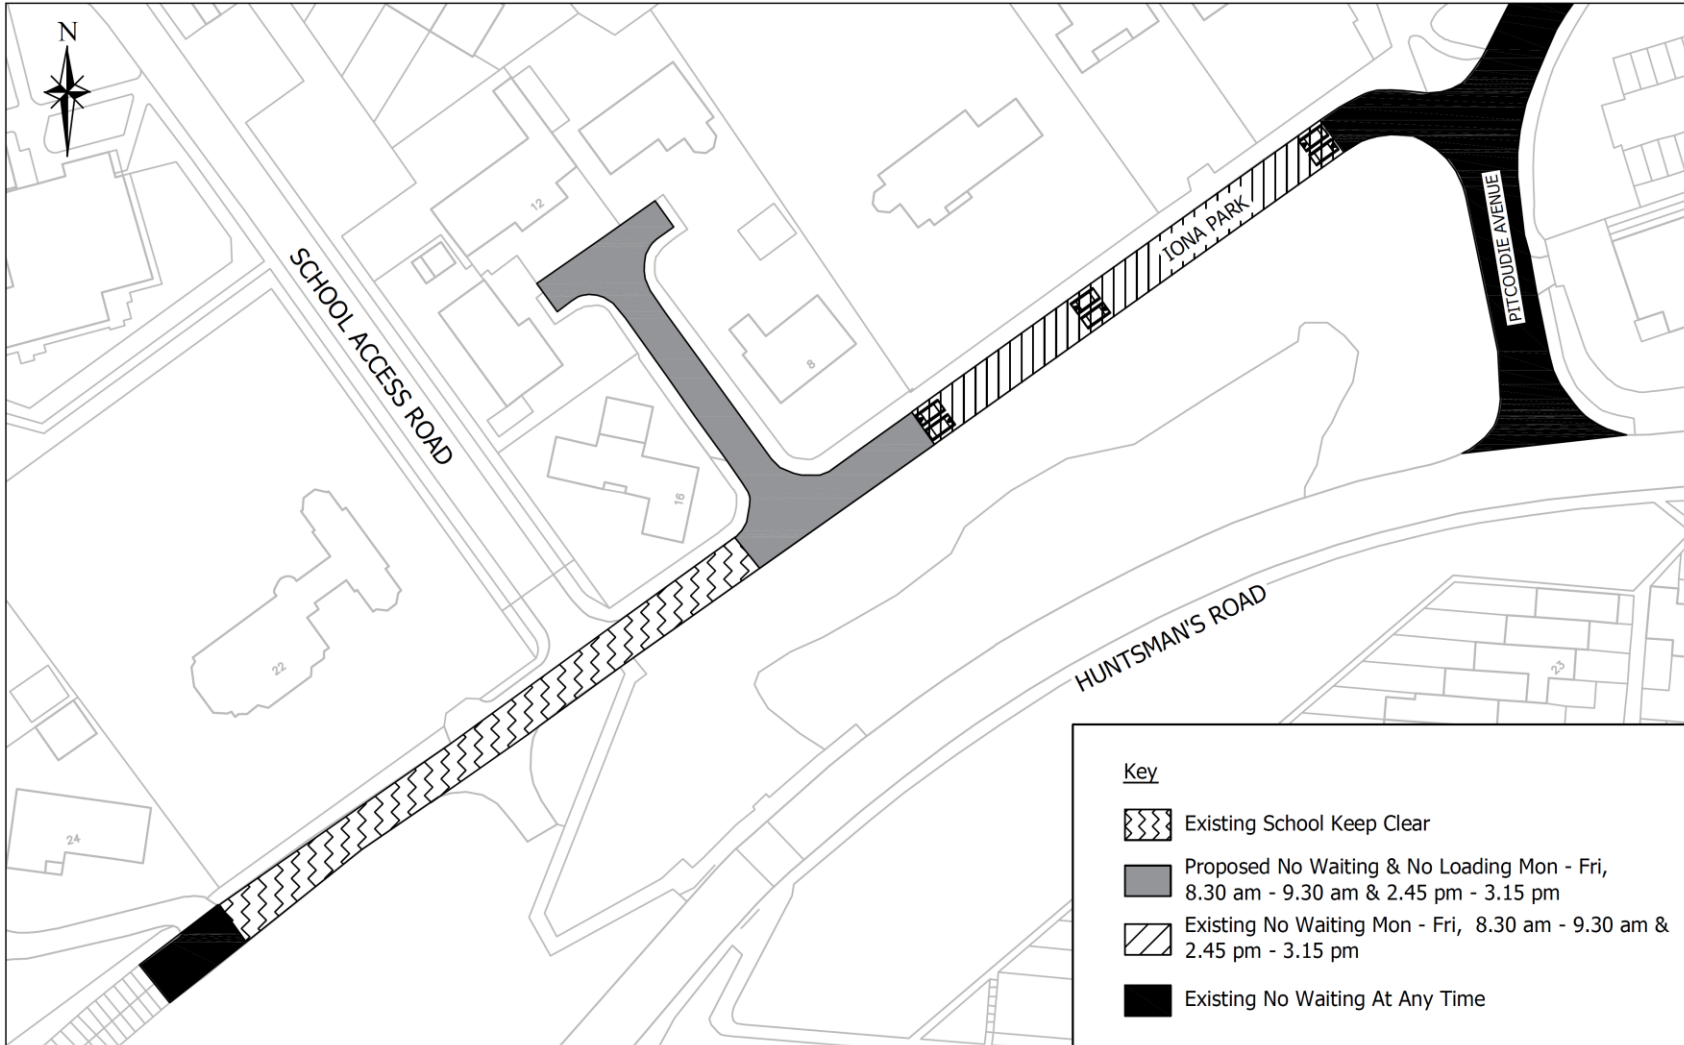 N
12
SCHOOL ACCESS ROAD
IONA PARK
PITCOUDIE AVENUE
8
16
22
HUNTSMAN'S ROAD
23
24
Key
Existing School Keep Clear
Proposed No Waiting & No Loading Mon - Fri,
8.30 am - 9.30 am & 2.45 pm - 3.15 pm
Existing No Waiting Mon - Fri, 8.30 am - 9.30 am &
2.45 pm - 3.15 pm
Existing No Waiting At Any Time